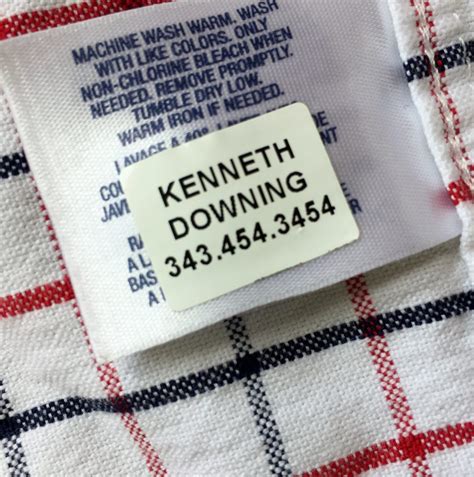 MACHINE WASH WARM. WASH
WITH LIKE COLORS. ONLY
NON-CHLORINE BLEACH WHEN
NEEDED. REMOVE PROMPTLY.
TUMBLE DRY LOW.
WARM IRON IF NEEDED.
KENNETH
DOWNING
343.454.3454